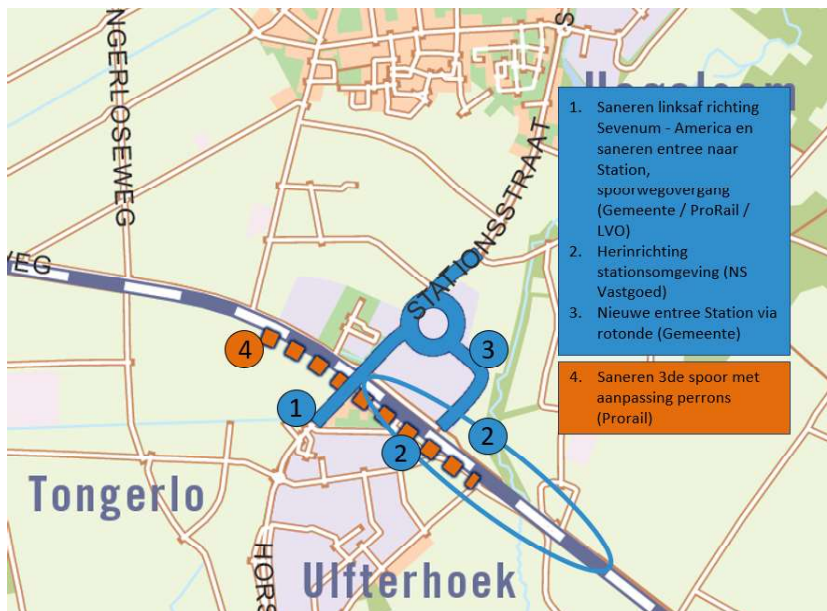 NGERLOSEWEG
WEG
STATIONSSTRAAT
S
1. Saneren linksaf richting
Sevenum - America en
saneren entree naar
Station,
spoorwegovergang
(Gemeente / ProRail /
LVO)
2. Herinrichting
stationsomgeving (NS
Vastgoed)
3. Nieuwe entree Station via
rotonde (Gemeente)
4. Saneren 3de spoor met
aanpassing perrons
(Prorail)
4
3
1
2
2
Tongerlo
HORS
Ulfterhoek